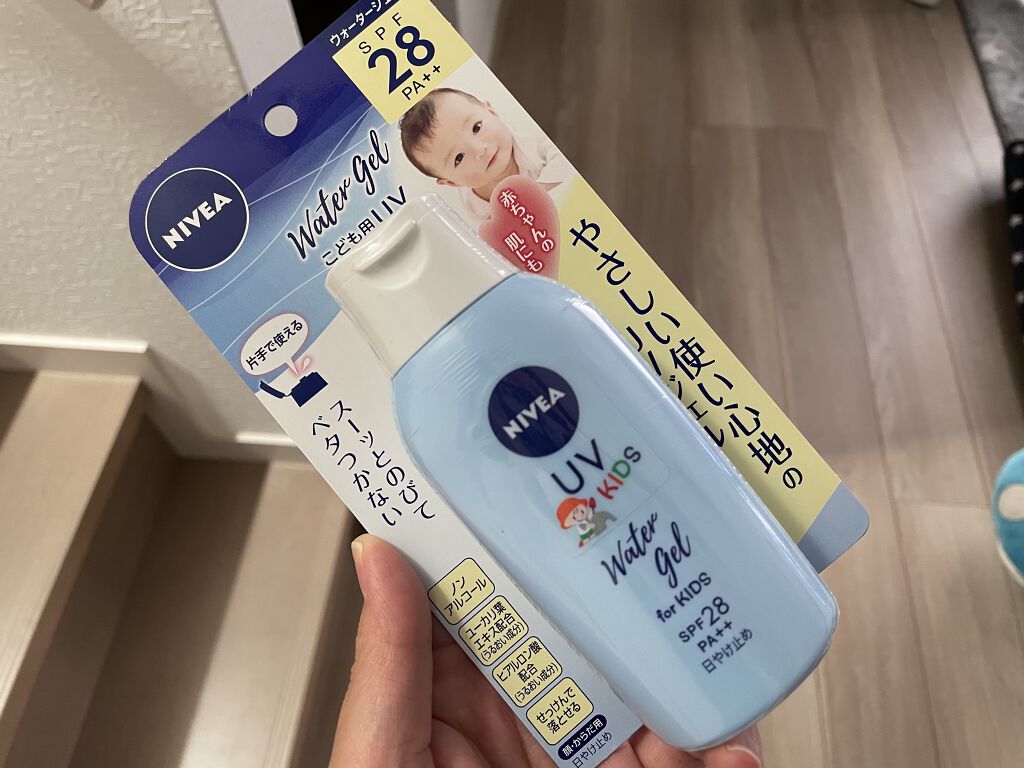 ウォータージェ
SPF
28
PA++
NIVEA
Water Gel
こども用UV
赤ちゃんの
肌にも
やさしい使い心地の
ジェル
片手で使える
スーッとのびて
ベタつかない
NIVEA
UV
KIDS
Water
Gel
for KIDS
SPF28
PA++
日やけ止め
ノン
アルコール
ユーカリ葉
エキス配合
(うるおい成分)
ヒアルロン酸
配合
(うるおい成分)
せっけんで
落とせる
顔・からだ用
日やけ止め